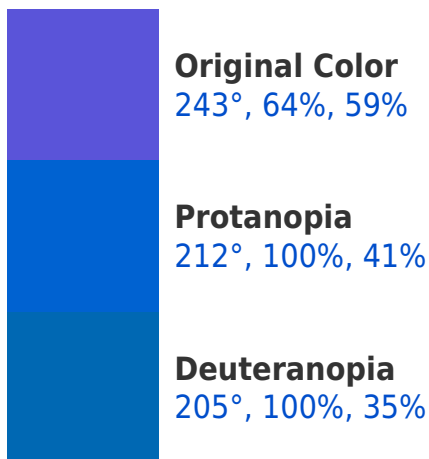 Original Color
243°, 64%, 59%
Protanopia
212°, 100%, 41%
Deuteranopia
205°, 100%, 35%